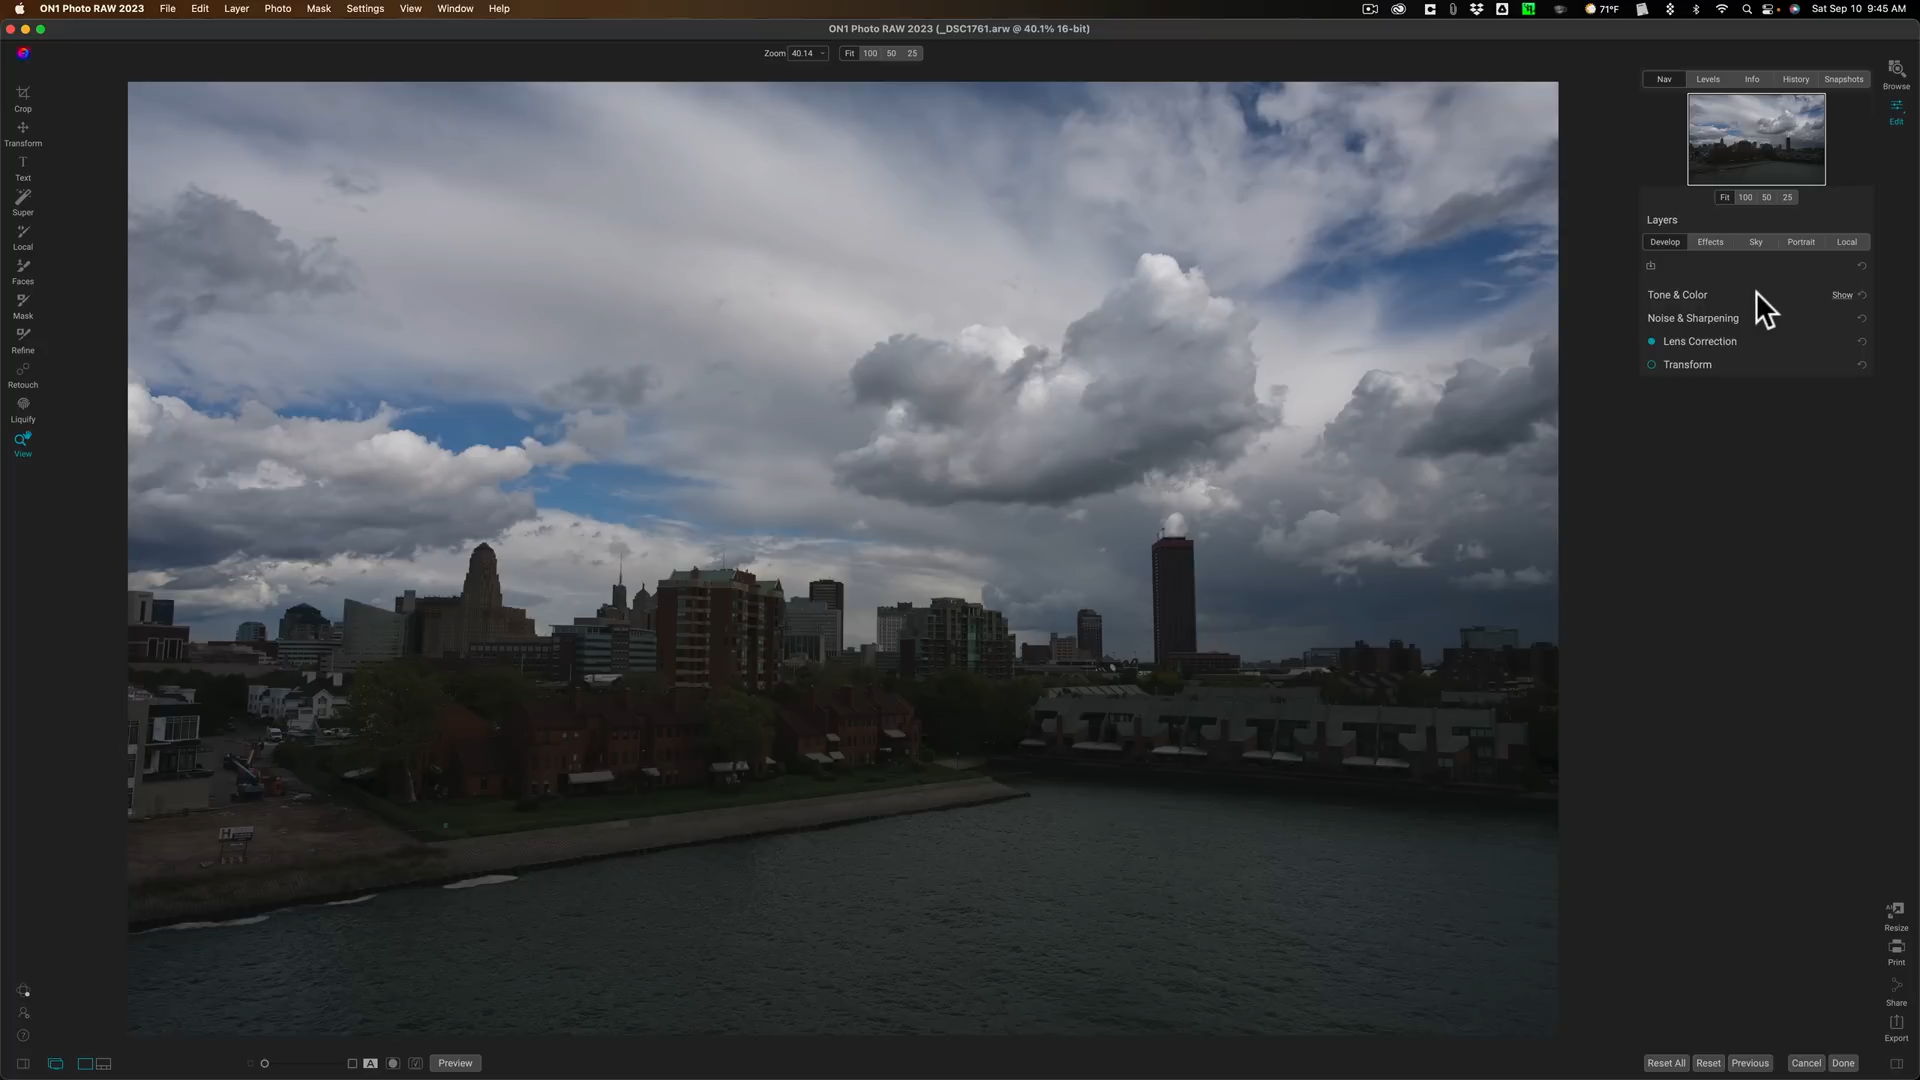 ON1 Photo RAW 2023 File Edit Layer Photo Mask Settings View Window Help 71°F Sat Sep 10 9:45 AM
ON1 Photo RAW 2023 (_DSC1761.arw @ 40.1% 16-bit)
Zoom 40.14 Fit 100 50 25
Nav Levels Info History Snapshots
Browse
Edit
Crop
Transform
Text
Super
Local
Faces
Mask
Refine
Retouch
Liquify
View
Fit 100 50 25
Layers
Develop Effects Sky Portrait Local
Tone & Color Show
Noise & Sharpening
Lens Correction
Transform
Resize
Print
Share
Export
A Preview
Reset All Reset Previous Cancel Done